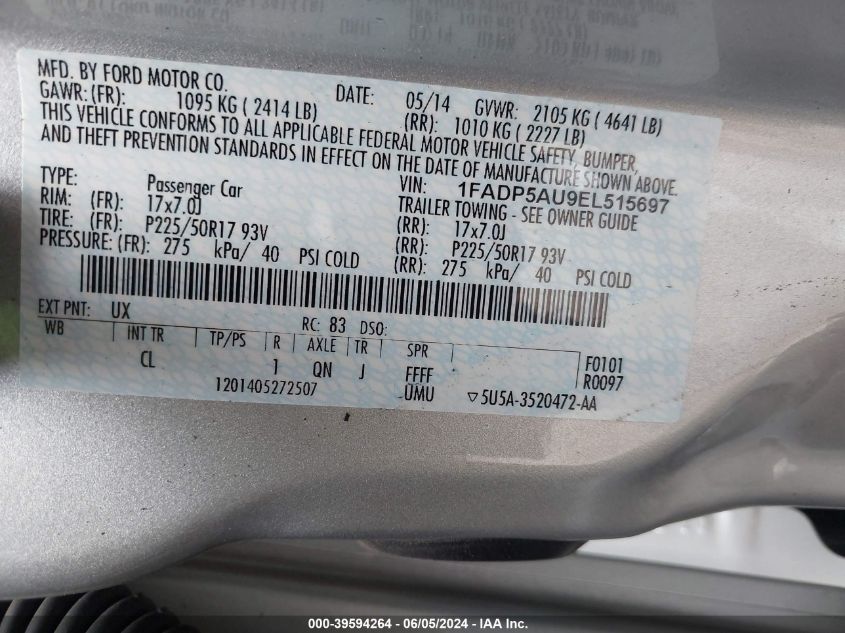 MFD. BY FORD MOTOR CO.
DATE: 05/14 GVWR: 2105 KG ( 4641 LB)
GAWR: (FR): 1095 KG ( 2414 LB) (RR): 1010 KG ( 2227 LB)
THIS VEHICLE CONFORMS TO ALL APPLICABLE FEDERAL MOTOR VEHICLE SAFETY, BUMPER,
AND THEFT PREVENTION STANDARDS IN EFFECT ON THE DATE OF MANUFACTURE SHOWN ABOVE.
TYPE: Passenger Car VIN: 1FADP5AU9EL515697
TRAILER TOWING - SEE OWNER GUIDE
RIM: (FR): 17x7.0J (RR): 17x7.0J
TIRE: (FR): P225/50R17 93V (RR): P225/50R17 93V
PRESSURE: (FR): 275 kPa/ 40 PSI COLD (RR): 275 kPa/ 40 PSI COLD
EXT PNT: UX RC: 83 DSO:
WB INT TR TP/PS R AXLE TR SPR
CL 1 QN J FFFF F0101
R0097
1201405272507 UMU ▽5U5A-3520472-AA
000-39594264 - 06/05/2024 - IAA Inc.